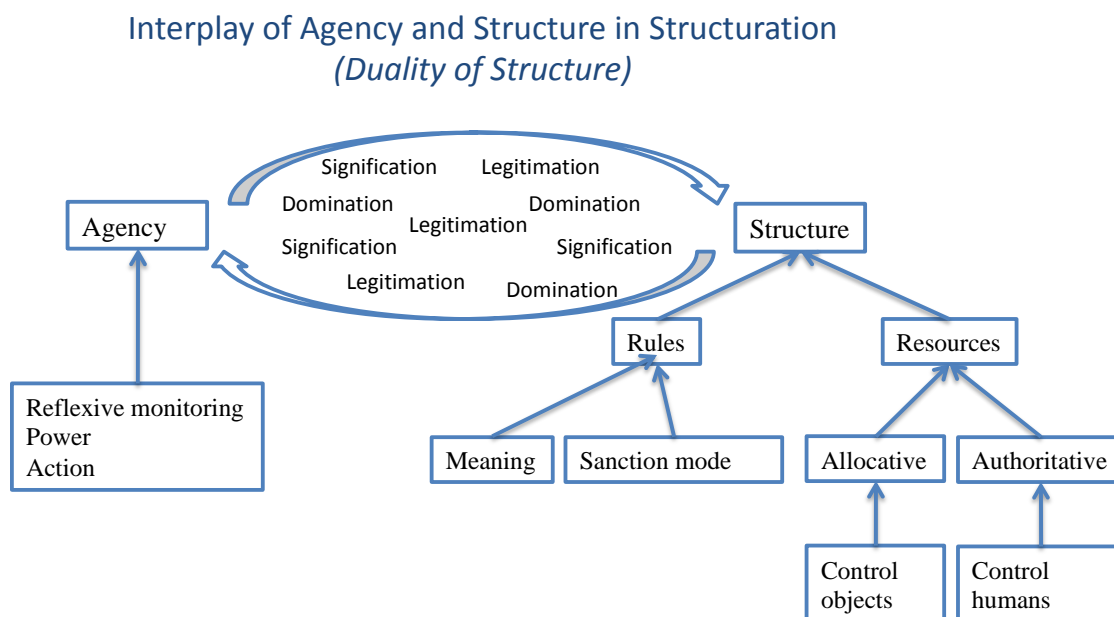 Interplay of Agency and Structure in Structuration
(Duality of Structure)
Signification Legitimation
Domination Domination
Legitimation
Agency
Structure
Signification Signification
Legitimation
Domination
Rules
Resources
Reflexive monitoring
Power
Action
Meaning
Sanction mode
Allocative
Authoritative
Control
objects
Control
humans